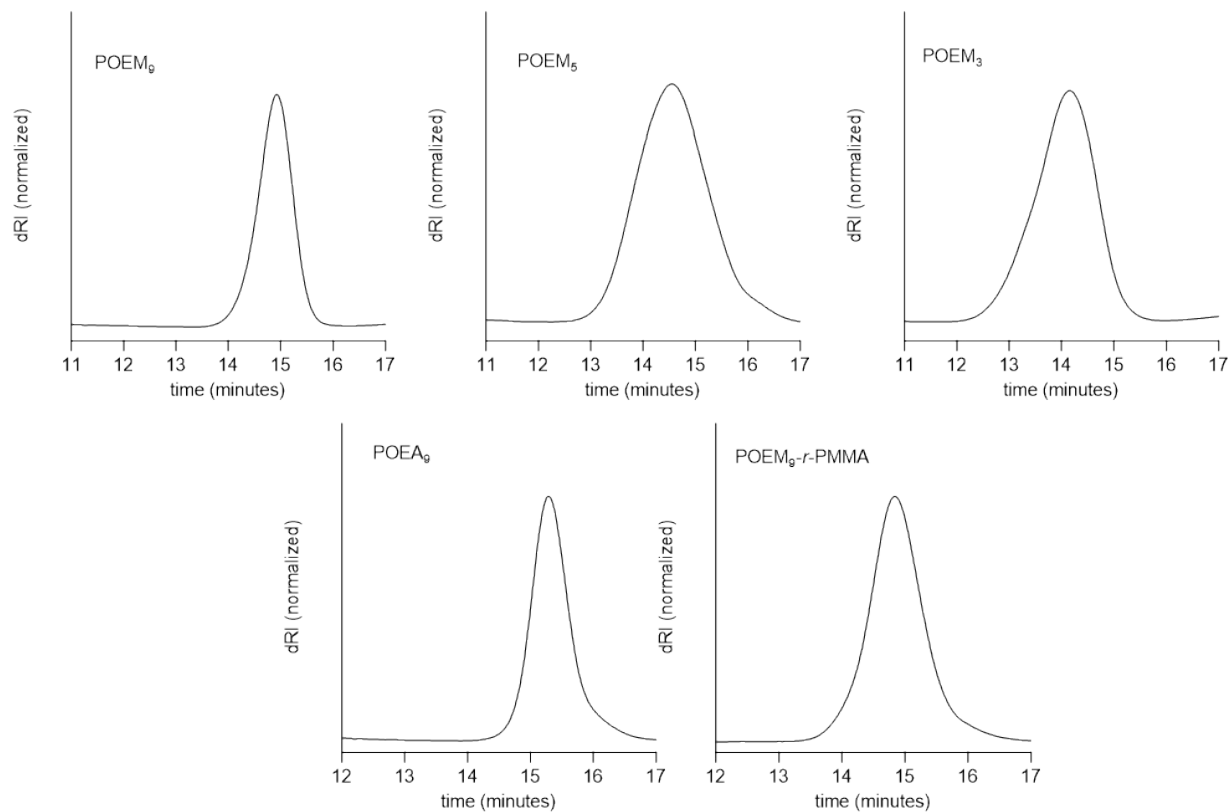 POEM₉
dRI (normalized)
11 12 13 14 15 16 17
time (minutes)
POEM₅
dRI (normalized)
11 12 13 14 15 16 17
time (minutes)
POEM₃
dRI (normalized)
11 12 13 14 15 16 17
time (minutes)
POEA₉
dRI (normalized)
12 13 14 15 16 17
time (minutes)
POEM₉-r-PMMA
dRI (normalized)
12 13 14 15 16 17
time (minutes)